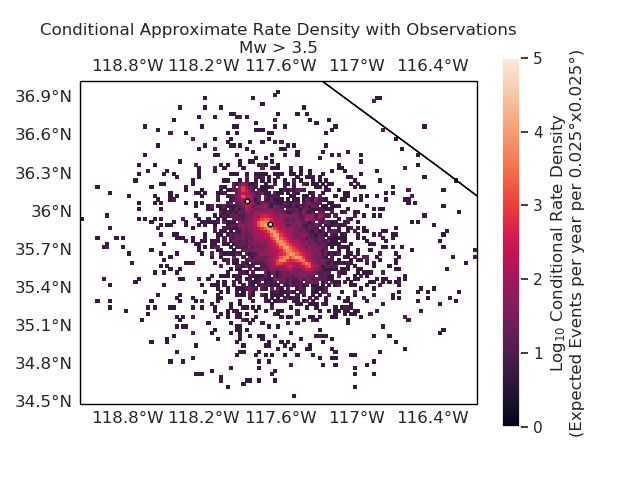 Conditional Approximate Rate Density with Observations
Mw > 3.5
118.8°W 118.2°W 117.6°W 117°W 116.4°W
36.9°N
36.6°N
36.3°N
36°N
35.7°N
35.4°N
35.1°N
34.8°N
34.5°N
118.8°W 118.2°W 117.6°W 117°W 116.4°W
5
4
3
2
1
0
Log₁₀ Conditional Rate Density
(Expected Events per year per 0.025°x0.025°)